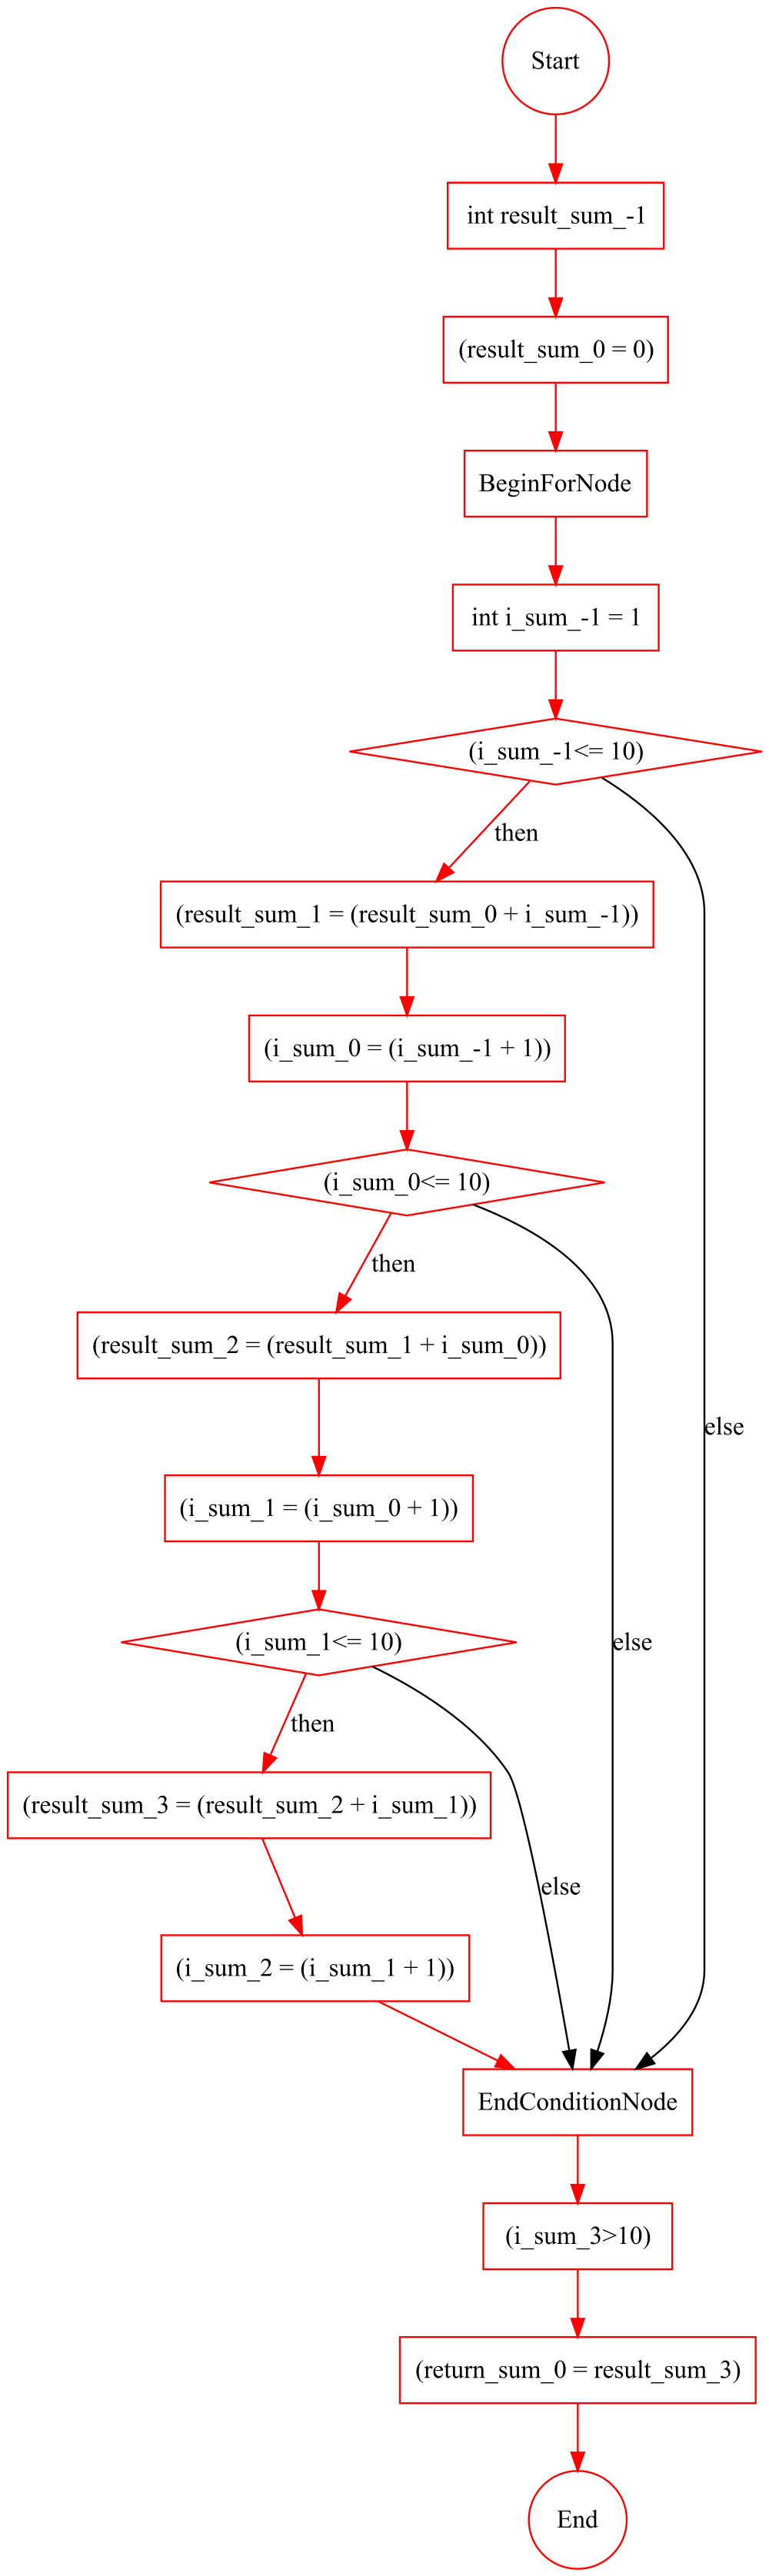 Start
int result_sum_-1
(result_sum_0 = 0)
BeginForNode
int i_sum_-1 = 1
(i_sum_-1<= 10)
then
(result_sum_1 = (result_sum_0 + i_sum_-1))
(i_sum_0 = (i_sum_-1 + 1))
(i_sum_0<= 10)
then
(result_sum_2 = (result_sum_1 + i_sum_0))
else
(i_sum_1 = (i_sum_0 + 1))
(i_sum_1<= 10)
else
then
(result_sum_3 = (result_sum_2 + i_sum_1))
else
(i_sum_2 = (i_sum_1 + 1))
EndConditionNode
(i_sum_3>10)
(return_sum_0 = result_sum_3)
End